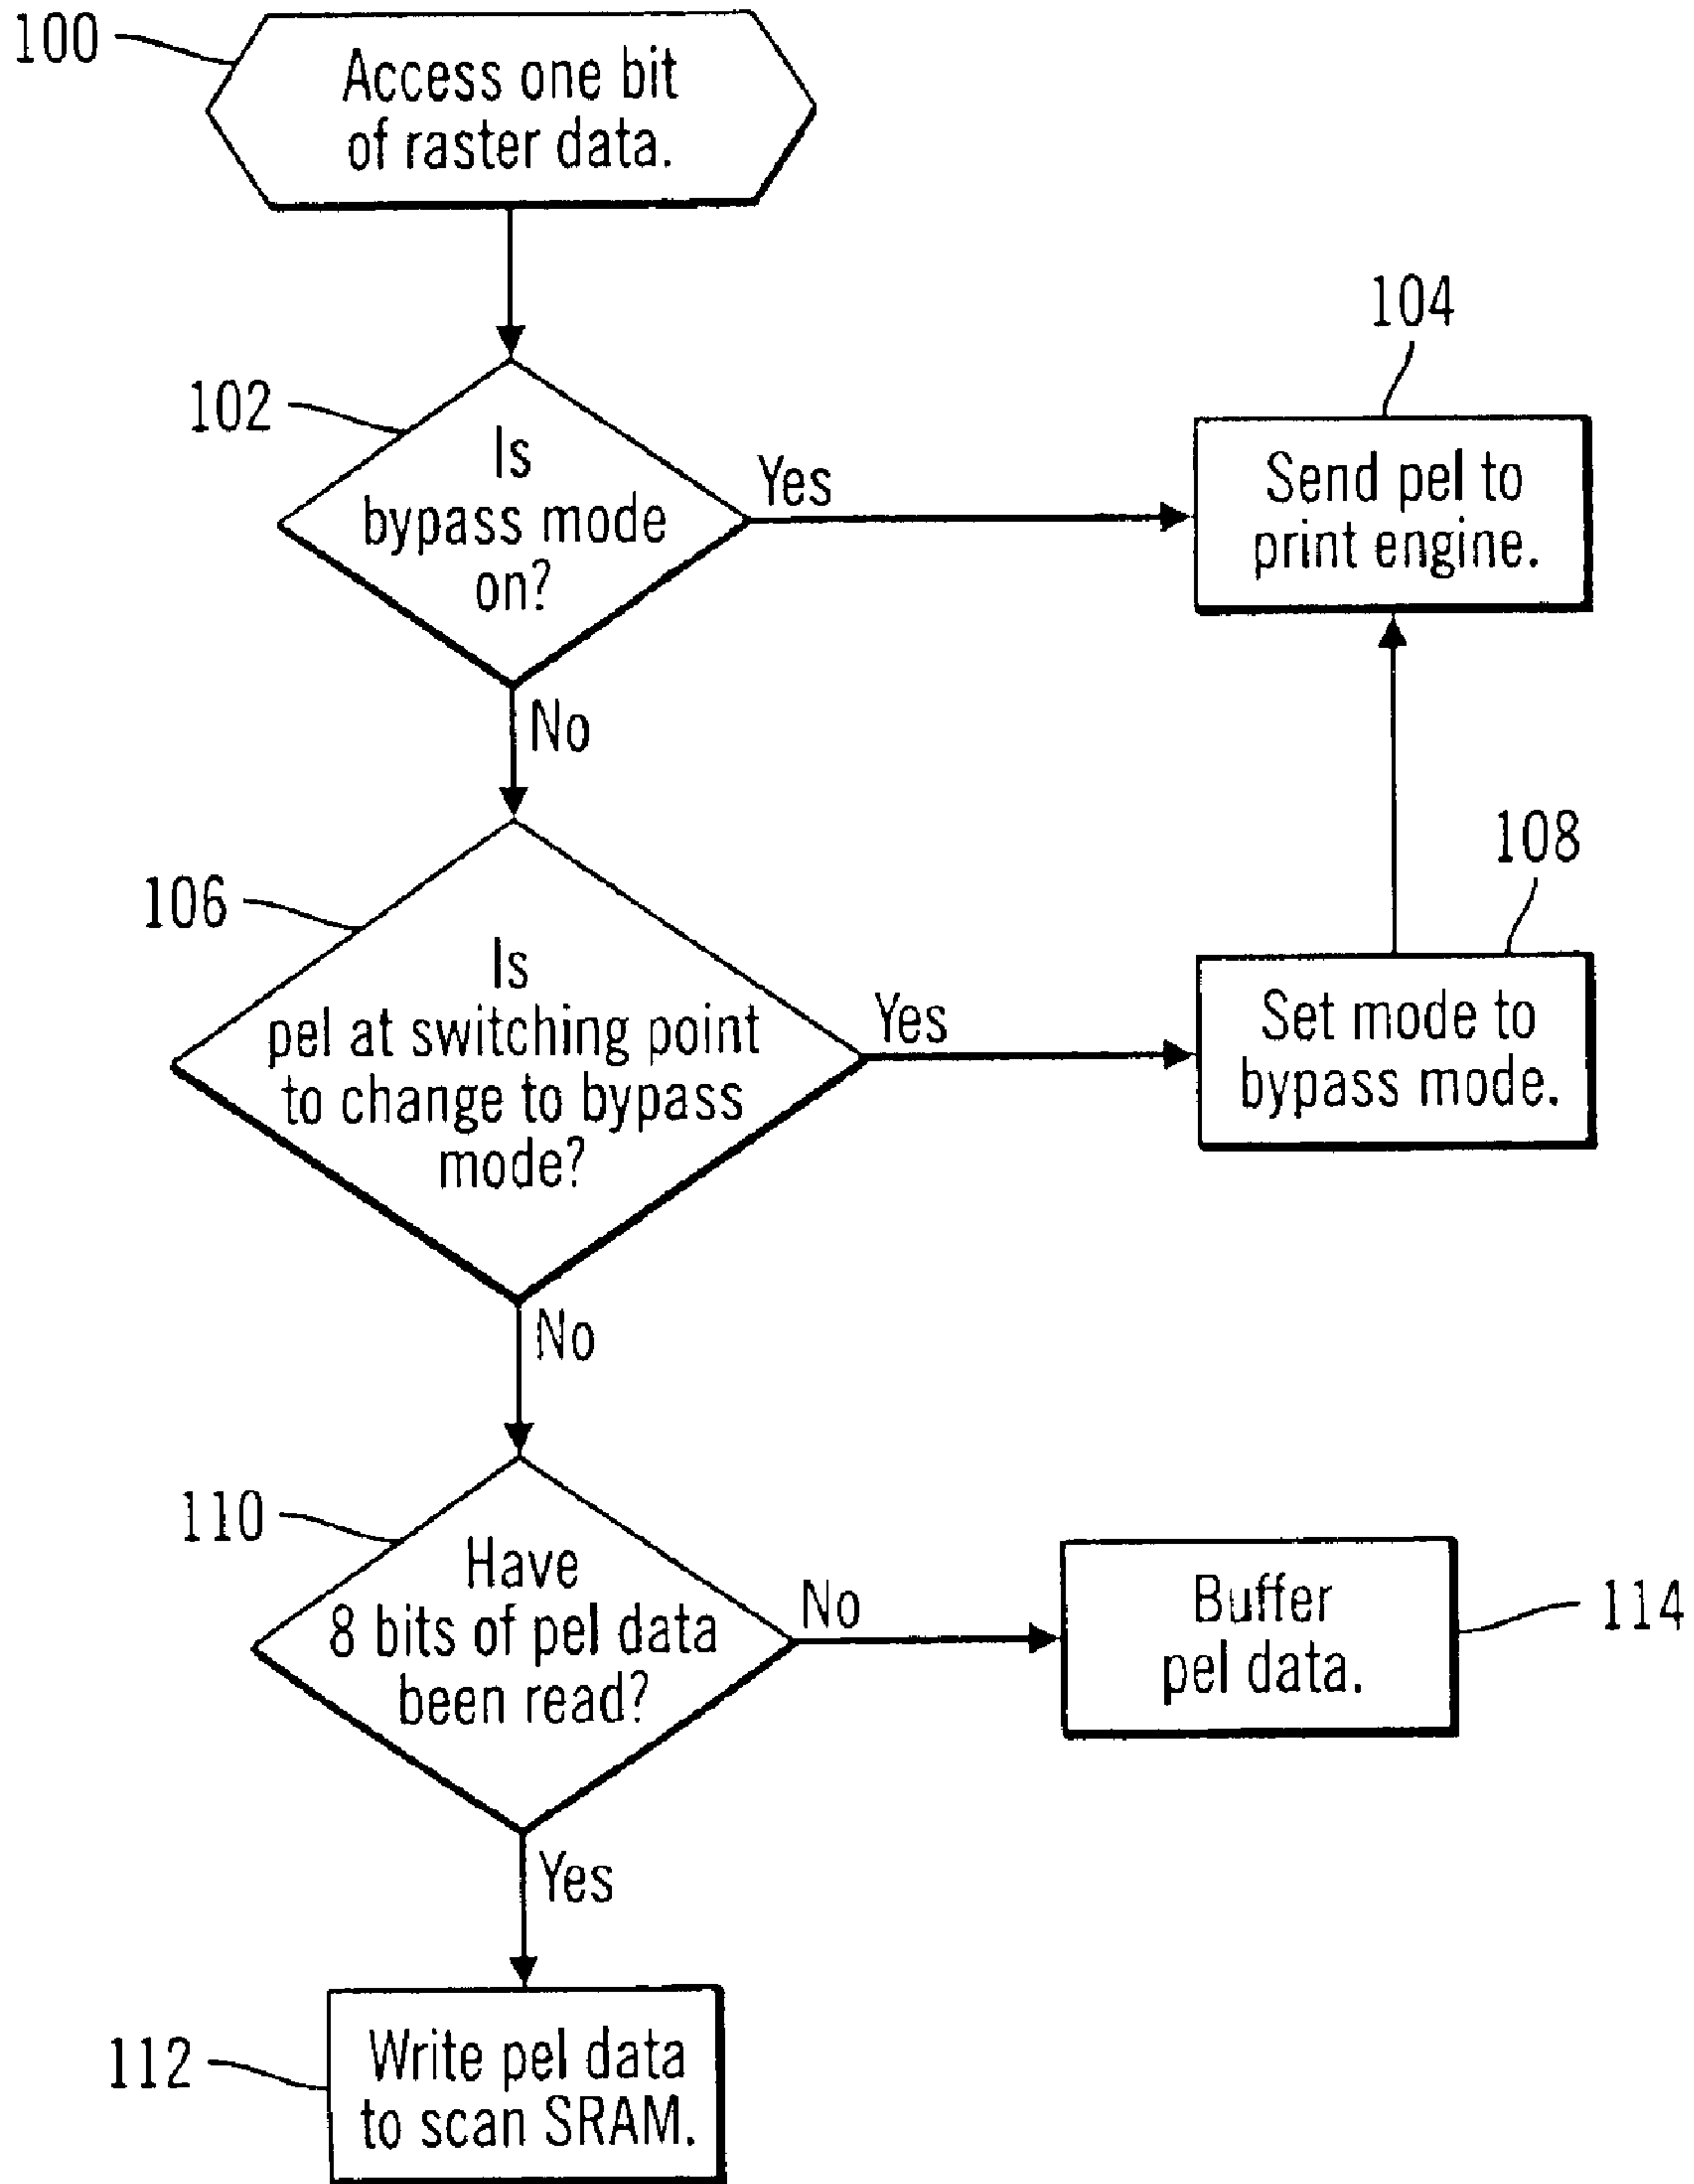 100
Access one bit
of raster data.
102
Is
bypass mode
on?
Yes
104
Send pel to
print engine.
No
106
Is
pel at switching point
to change to bypass
mode?
Yes
108
Set mode to
bypass mode.
No
110
Have
8 bits of pel data
been read?
No
Buffer
pel data.
114
Yes
112
Write pel data
to scan SRAM.